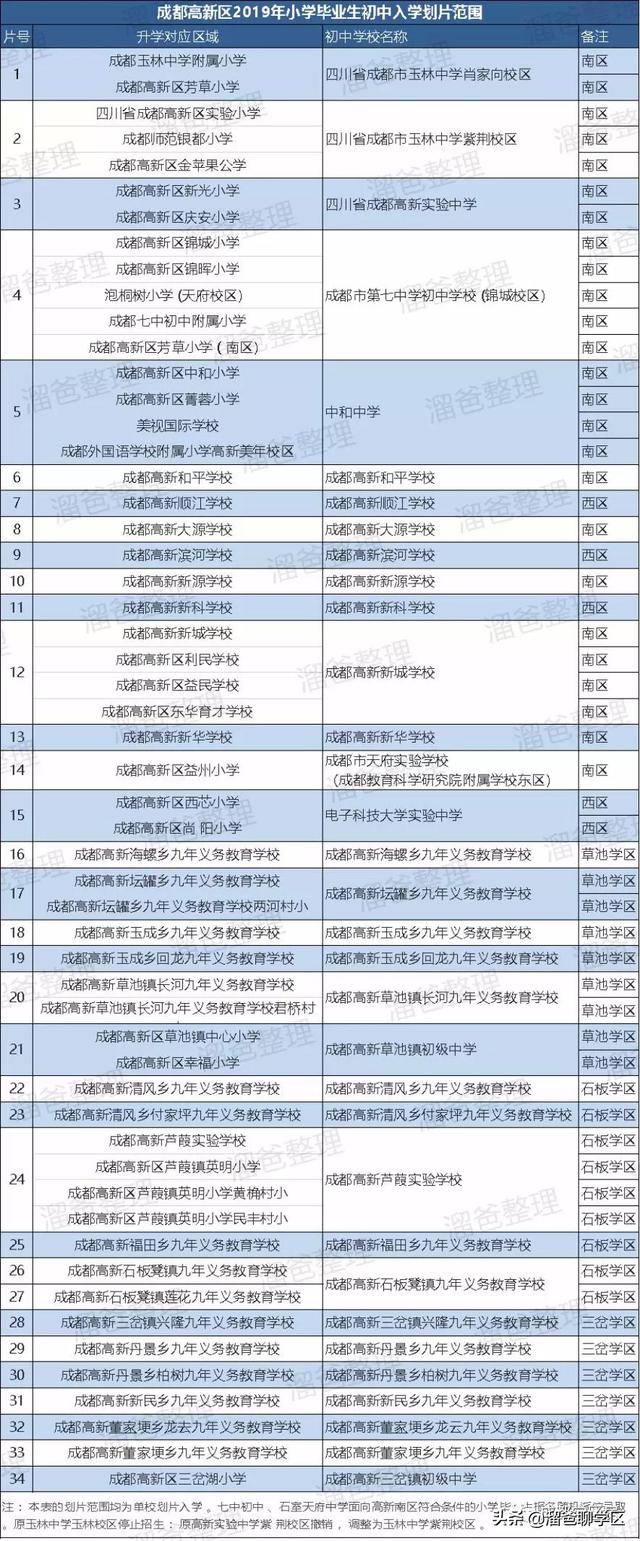 成都高新区2019年小学毕业生初中入学划片范围
片号 升学对应区域 初中学校名称 备注
1 成都玉林中学附属小学 四川省成都市玉林中学肖家向校区 南区
成都高新区芳草小学 南区
2 四川省成都高新区实验小学 四川省成都市玉林中学紫荆校区 南区
成都师范银都小学 南区
成都高新区金苹果公学 南区
3 成都高新区新光小学 四川省成都高新实验中学 南区
成都高新区庆安小学 南区
4 成都高新区锦城小学 成都市第七中学初中学校 (锦城校区) 南区
成都高新区锦晖小学 南区
泡桐树小学 (天府校区) 南区
成都七中初中附属小学 南区
成都高新区芳草小学 ( 南区) 南区
5 成都高新区中和小学 中和中学 南区
成都高新区菁蓉小学 南区
美视国际学校 南区
成都外国语学校附属小学高新美年校区 南区
6 成都高新和平学校 成都高新和平学校 南区
7 成都高新顺江学校 成都高新顺江学校 西区
8 成都高新大源学校 成都高新大源学校 南区
9 成都高新滨河学校 成都高新滨河学校 西区
10 成都高新新源学校 成都高新新源学校 南区
11 成都高新新科学校 成都高新新科学校 西区
12 成都高新新城学校 成都高新新城学校 南区
成都高新区利民学校 南区
成都高新区益民学校 南区
成都高新区东华育才学校 南区
13 成都高新新华学校 成都高新新华学校 南区
14 成都高新区益州小学 成都市天府实验学校 南区
（成都教育科学研究院附属学校东区）
15 成都高新区西芯小学 电子科技大学实验中学 西区
成都高新区尚 阳小学 西区
16 成都高新海螺乡九年义务教育学校 成都高新海螺乡九年义务教育学校 草池学区
17 成都高新坛罐乡九年义务教育学校 成都高新坛罐乡九年义务教育学校 草池学区
成都高新坛罐乡九年义务教育学校两河村小 草池学区
18 成都高新玉成乡九年义务教育学校 成都高新玉成乡九年义务教育学校 草池学区
19 成都高新玉成乡回龙九年义务教育学校 成都高新玉成乡回龙九年义务教育学校 草池学区
20 成都高新草池镇长河九年义务教育学校 成都高新草池镇长河九年义务教育学校 草池学区
成都高新草池镇长河九年义务教育学校君桥村 草池学区
21 成都高新区草池镇中心小学 成都高新草池镇初级中学 草池学区
成都高新区幸福小学 草池学区
22 成都高新清风乡九年义务教育学校 成都高新清风乡九年义务教育学校 石板学区
23 成都高新清风乡付家坪九年义务教育学校 成都高新清风乡付家坪九年义务教育学校 石板学区
24 成都高新芦葭实验学校 成都高新芦葭实验学校 石板学区
成都高新区芦葭镇英明小学 石板学区
成都高新区芦葭镇英明小学黄桷村小 石板学区
成都高新区芦葭镇英明小学民丰村小 石板学区
25 成都高新福田乡九年义务教育学校 成都高新福田乡九年义务教育学校 石板学区
26 成都高新石板凳镇九年义务教育学校 成都高新石板凳镇九年义务教育学校 石板学区
27 成都高新石板凳镇莲花九年义务教育学校 石板学区
28 成都高新三岔镇兴隆九年义务教育学校 成都高新三岔镇兴隆九年义务教育学校 三岔学区
29 成都高新丹景乡九年义务教育学校 成都高新丹景乡九年义务教育学校 三岔学区
30 成都高新丹景乡柏树九年义务教育学校 成都高新丹景乡柏树九年义务教育学校 三岔学区
31 成都高新新民乡九年义务教育学校 成都高新新民乡九年义务教育学校 三岔学区
32 成都高新董家埂乡龙云九年义务教育学校 成都高新董家埂乡龙云九年义务教育学校 三岔学区
33 成都高新董家埂乡九年义务教育学校 成都高新董家埂乡九年义务教育学校 三岔学区
34 成都高新区三岔湖小学 成都高新三岔镇初级中学 三岔学区
注： 本表的划片范围均为单校划片入学 。七中初中 、石室天府中学面向高新南区符合条件的小学毕
。原玉林中学玉林校区停止招生 ： 原高新实验中学紫 荆校区撤销 ， 调整为玉林中学紫荆校区 。
头条 @溜爸聊学区
溜爸整理